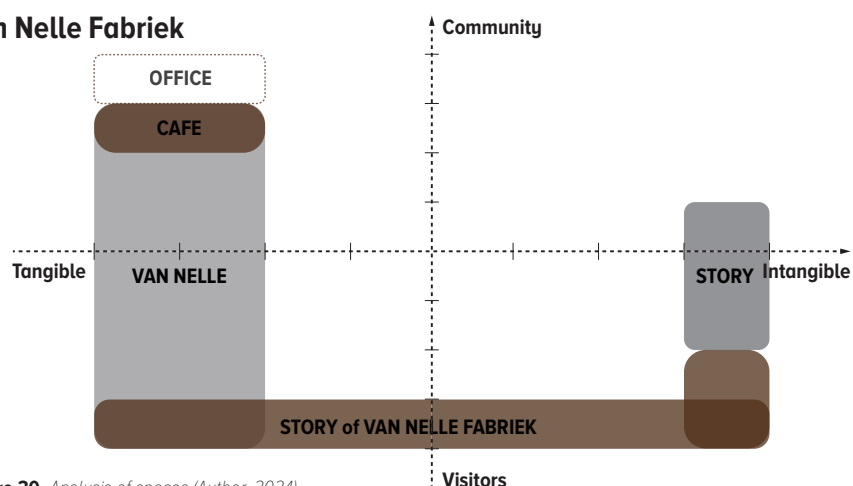 Nelle Fabriek
Community
OFFICE
CAFE
Tangible
VAN NELLE
STORY
Intangible
STORY of VAN NELLE FABRIEK
Visitors
20 Analysis of spaces (Author, 2024)